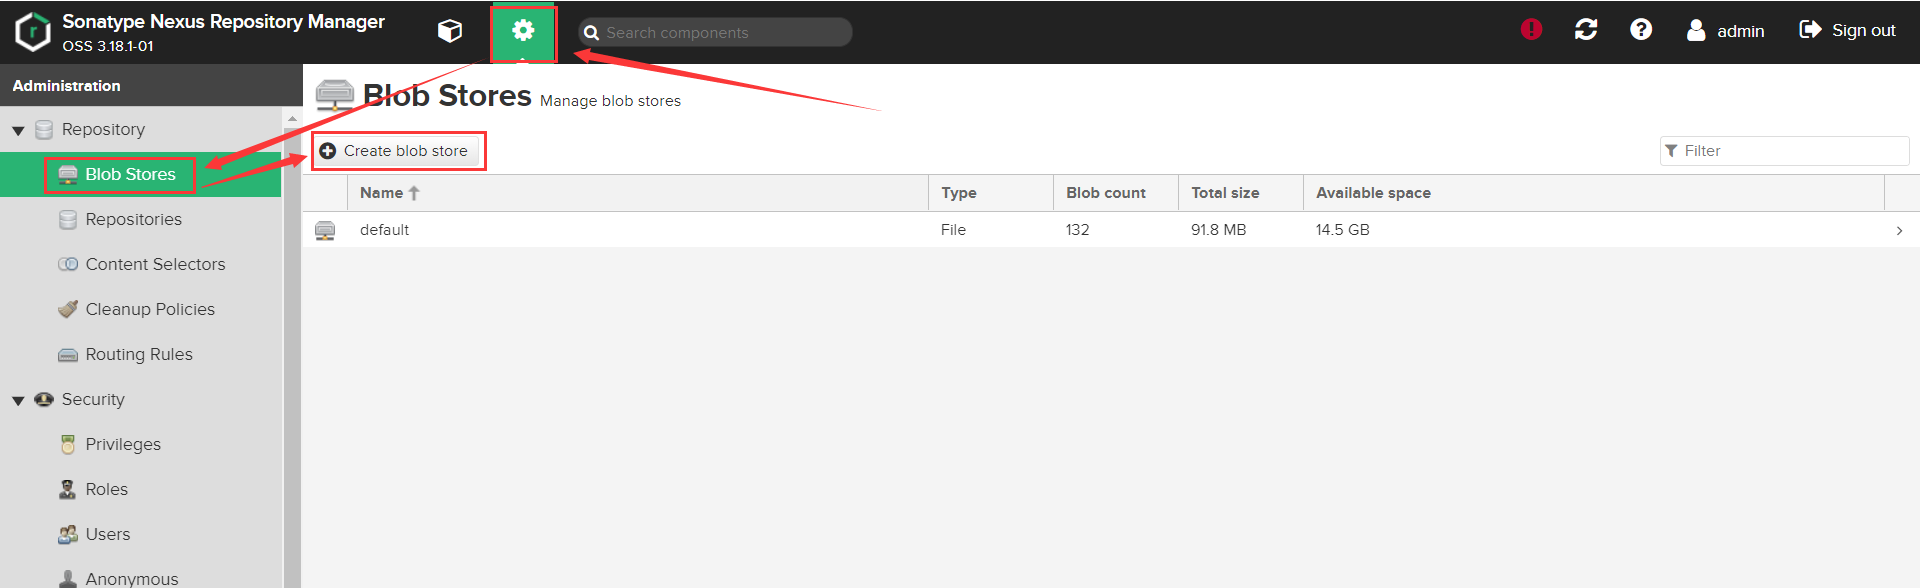 Sonatype Nexus Repository Manager
OSS 3.18.1-01
Search components
admin
Sign out
Administration
Repository
Blob Stores
Repositories
Content Selectors
Cleanup Policies
Routing Rules
Security
Privileges
Roles
Users
Anonymous
Blob Stores Manage blob stores
Create blob store
Filter
Name Type Blob count Total size Available space
default File 132 91.8 MB 14.5 GB